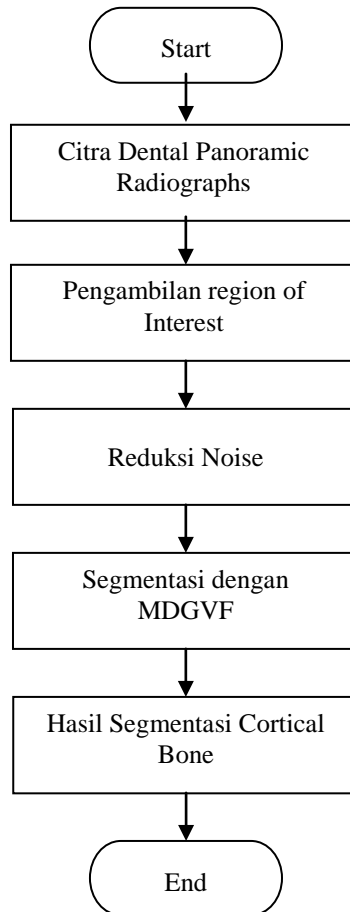 Start
Citra Dental Panoramic
Radiographs
Pengambilan region of
Interest
Reduksi Noise
Segmentasi dengan
MDGVF
Hasil Segmentasi Cortical
Bone
End